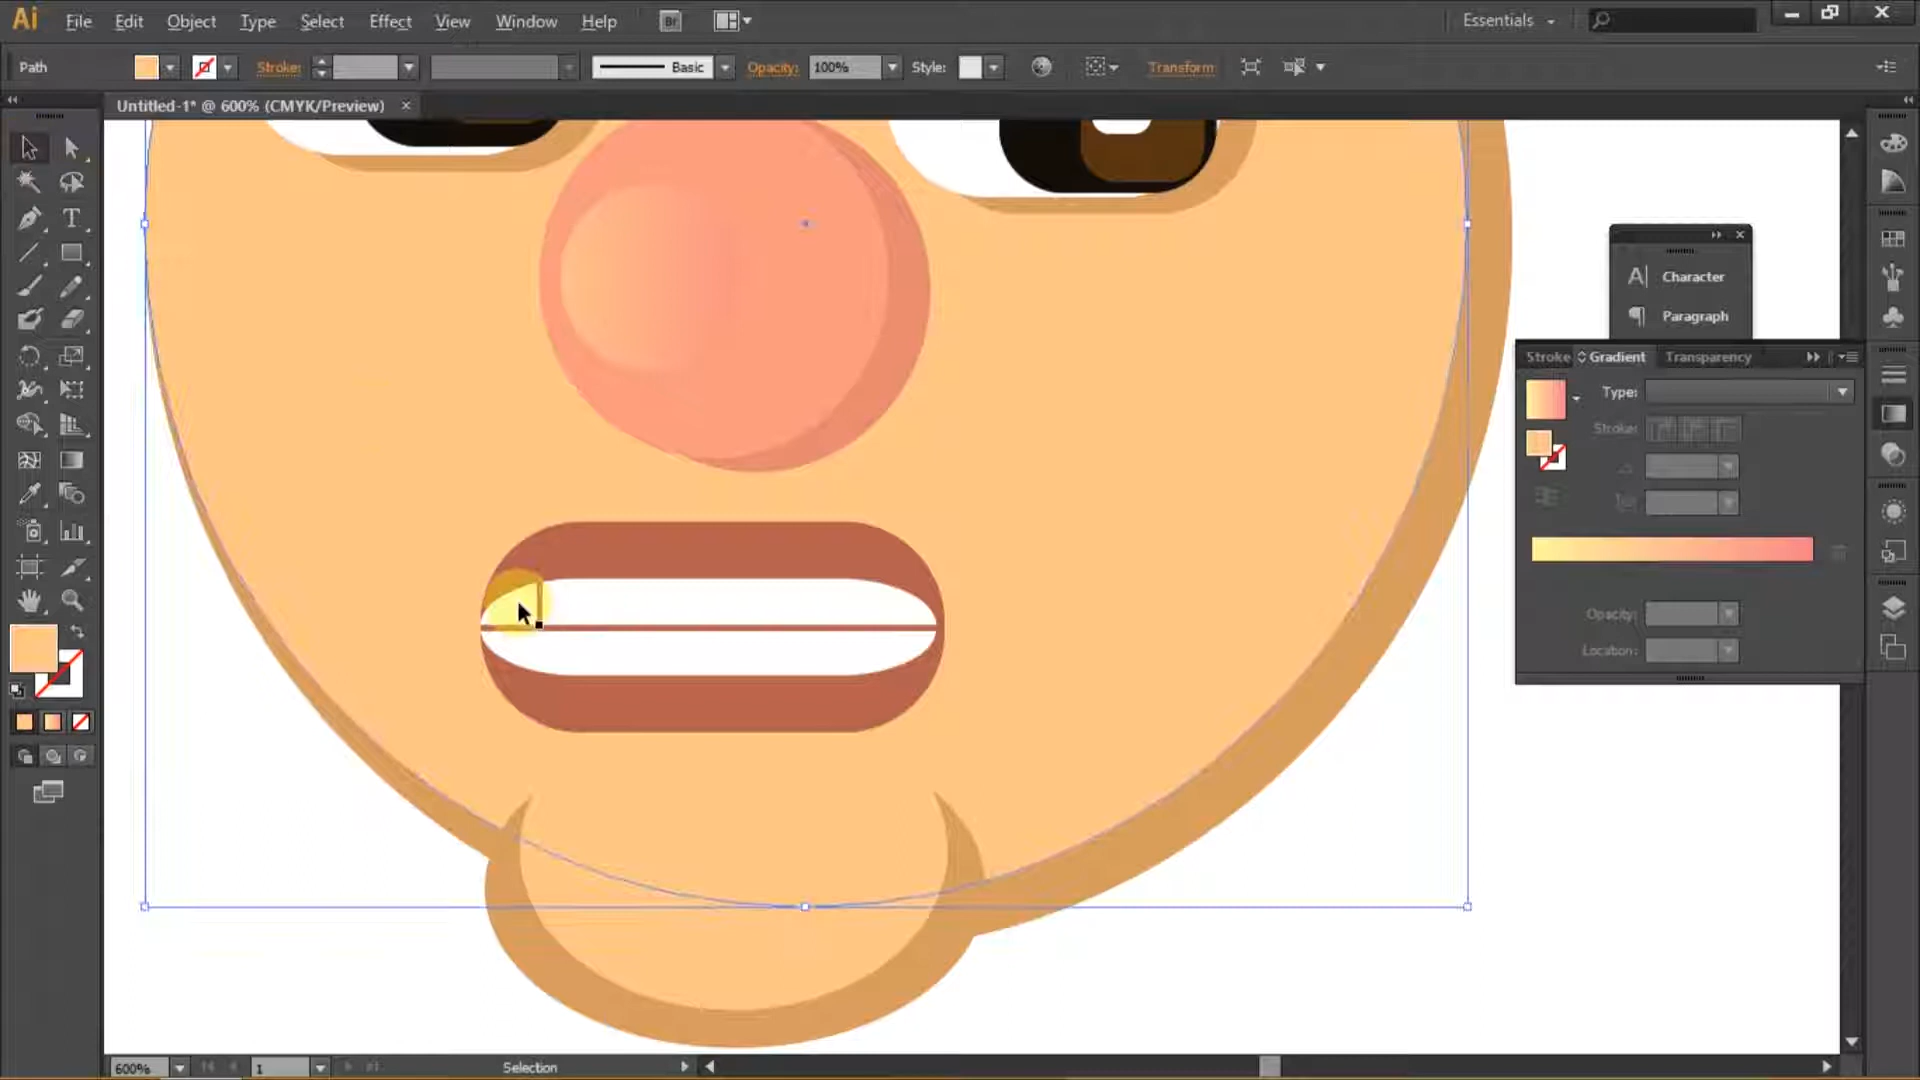 Ai File Edit Object Type Select Effect View Window Help Br Essentials
Path Stroke: Basic Opacity: 100% Style: Transform
Untitled-1* @ 600% (CMYK/Preview) ×
T
A Character
¶ Paragraph
Stroke Gradient Transparency
Type:
Stroke:
Opacity:
Location:
600% 1 Selection